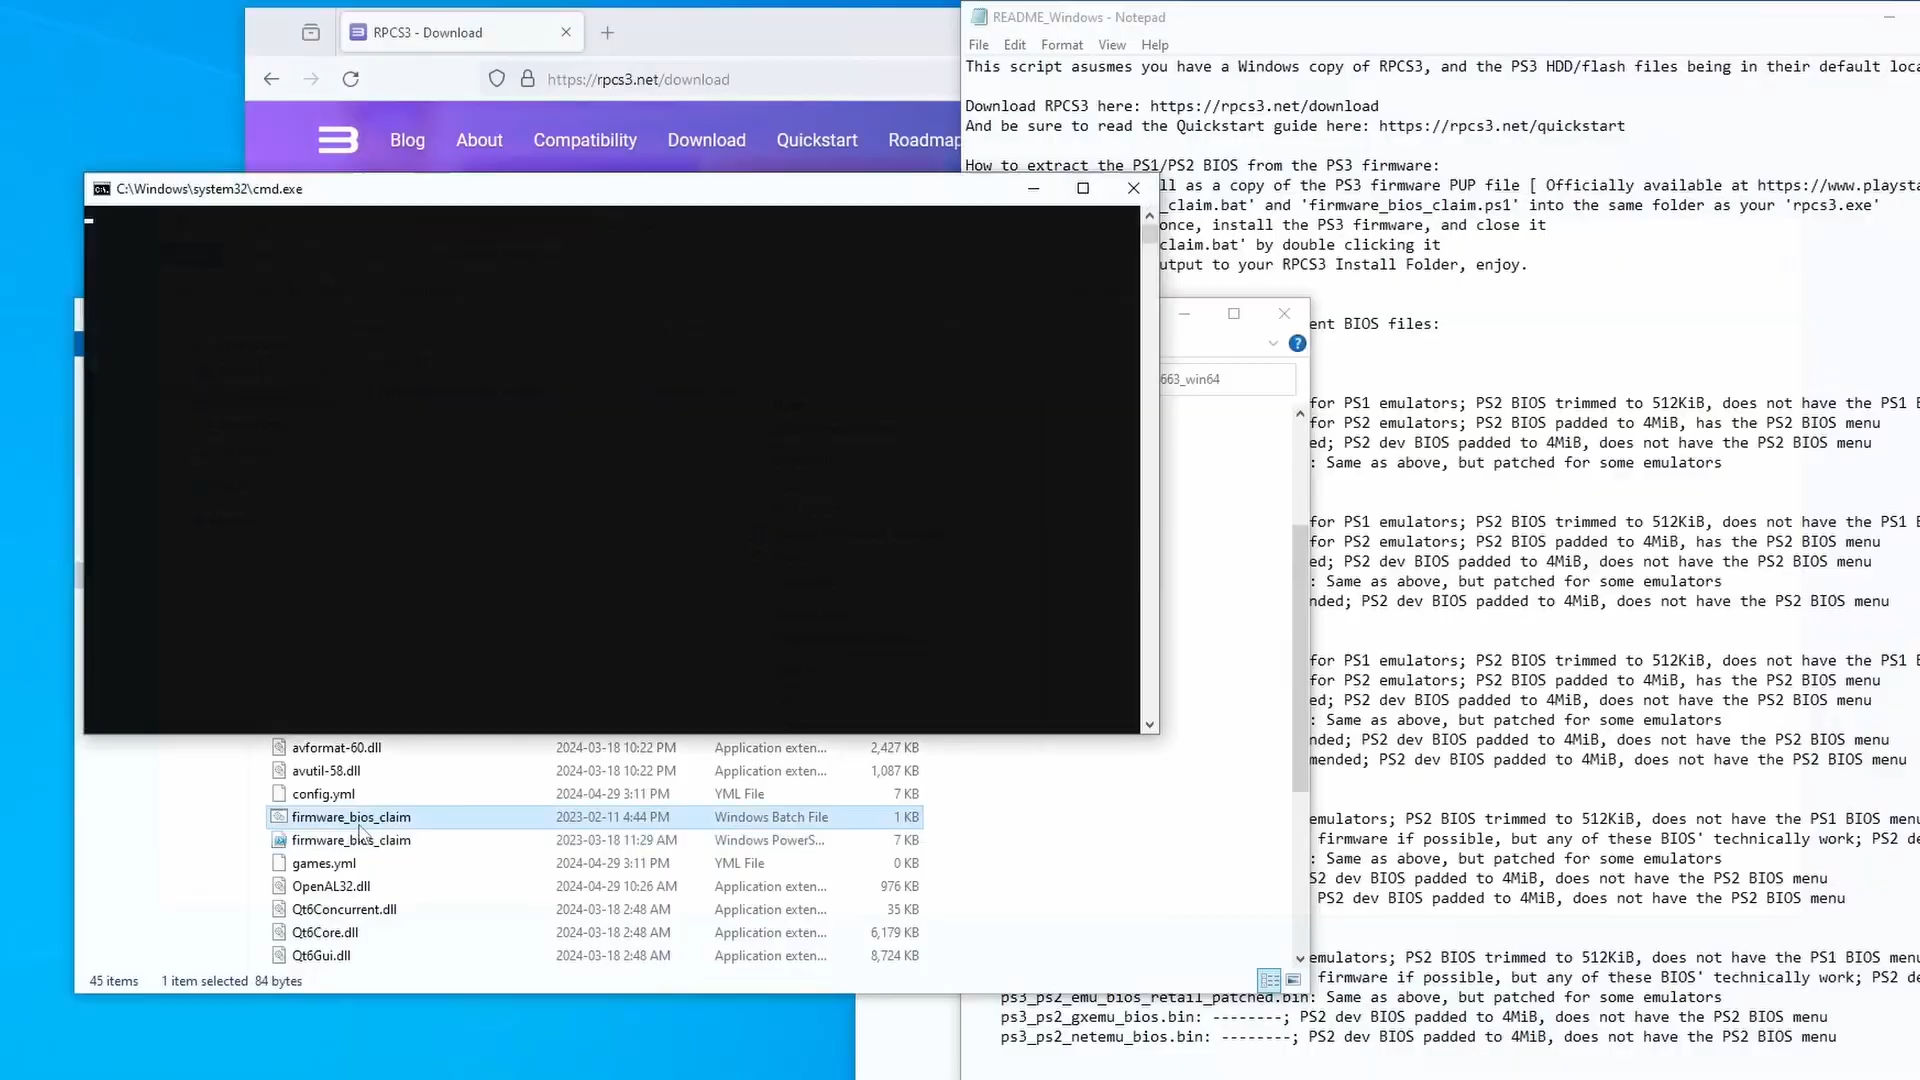 RPCS3 - Download
https://rpcs3.net/download
Blog About Compatibility Download Quickstart Roadmap
README_Windows - Notepad
File Edit Format View Help
This script asusmes you have a Windows copy of RPCS3, and the PS3 HDD/flash files being in their default loca
Download RPCS3 here: https://rpcs3.net/download
And be sure to read the Quickstart guide here: https://rpcs3.net/quickstart
How to extract the PS1/PS2 BIOS from the PS3 firmware:
ll as a copy of the PS3 firmware PUP file [ Officially available at https://www.playsta
_claim.bat' and 'firmware_bios_claim.ps1' into the same folder as your 'rpcs3.exe'
once, install the PS3 firmware, and close it
claim.bat' by double clicking it
utput to your RPCS3 Install Folder, enjoy.
ent BIOS files:
for PS1 emulators; PS2 BIOS trimmed to 512KiB, does not have the PS1 B
for PS2 emulators; PS2 BIOS padded to 4MiB, has the PS2 BIOS menu
ed; PS2 dev BIOS padded to 4MiB, does not have the PS2 BIOS menu
: Same as above, but patched for some emulators
for PS1 emulators; PS2 BIOS trimmed to 512KiB, does not have the PS1 B
for PS2 emulators; PS2 BIOS padded to 4MiB, has the PS2 BIOS menu
ed; PS2 dev BIOS padded to 4MiB, does not have the PS2 BIOS menu
: Same as above, but patched for some emulators
nded; PS2 dev BIOS padded to 4MiB, does not have the PS2 BIOS menu
for PS1 emulators; PS2 BIOS trimmed to 512KiB, does not have the PS1 B
for PS2 emulators; PS2 BIOS padded to 4MiB, has the PS2 BIOS menu
ed; PS2 dev BIOS padded to 4MiB, does not have the PS2 BIOS menu
: Same as above, but patched for some emulators
nded; PS2 dev BIOS padded to 4MiB, does not have the PS2 BIOS menu
mended; PS2 dev BIOS padded to 4MiB, does not have the PS2 BIOS menu
emulators; PS2 BIOS trimmed to 512KiB, does not have the PS1 BIOS menu
firmware if possible, but any of these BIOS' technically work; PS2 de
: Same as above, but patched for some emulators
S2 dev BIOS padded to 4MiB, does not have the PS2 BIOS menu
PS2 dev BIOS padded to 4MiB, does not have the PS2 BIOS menu
emulators; PS2 BIOS trimmed to 512KiB, does not have the PS1 BIOS menu
firmware if possible, but any of these BIOS' technically work; PS2 de
ps3_ps2_emu_bios_retail_patched.bin: Same as above, but patched for some emulators
ps3_ps2_gxemu_bios.bin: --------; PS2 dev BIOS padded to 4MiB, does not have the PS2 BIOS menu
ps3_ps2_netemu_bios.bin: --------; PS2 dev BIOS padded to 4MiB, does not have the PS2 BIOS menu
C:\Windows\system32\cmd.exe
663_win64
avformat-60.dll 2024-03-18 10:22 PM Application exten... 2,427 KB
avutil-58.dll 2024-03-18 10:22 PM Application exten... 1,087 KB
config.yml 2024-04-29 3:11 PM YML File 7 KB
firmware_bios_claim 2023-02-11 4:44 PM Windows Batch File 1 KB
firmware_bios_claim 2023-03-18 11:29 AM Windows PowerS... 7 KB
games.yml 2024-04-29 3:11 PM YML File 0 KB
OpenAL32.dll 2024-04-29 10:26 AM Application exten... 976 KB
Qt6Concurrent.dll 2024-03-18 2:48 AM Application exten... 35 KB
Qt6Core.dll 2024-03-18 2:48 AM Application exten... 6,179 KB
Qt6Gui.dll 2024-03-18 2:48 AM Application exten... 8,724 KB
45 items 1 item selected 84 bytes